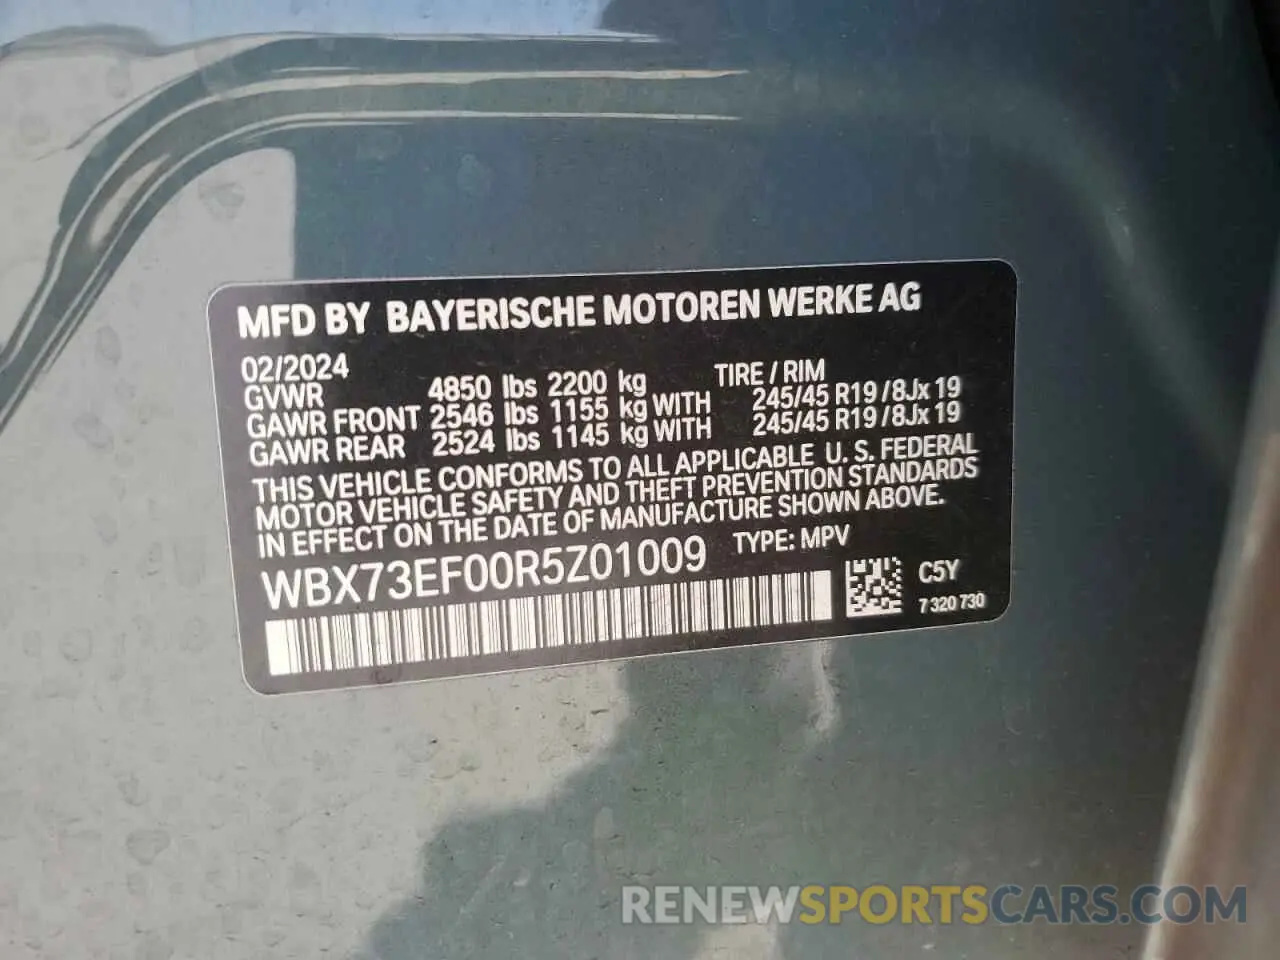 MFD BY BAYERISCHE MOTOREN WERKE AG
02/2024
GVWR 4850 lbs 2200 kg TIRE / RIM
GAWR FRONT 2546 lbs 1155 kg WITH 245/45 R19 /8Jx 19
GAWR REAR 2524 lbs 1145 kg WITH 245/45 R19 /8Jx 19
THIS VEHICLE CONFORMS TO ALL APPLICABLE U. S. FEDERAL
MOTOR VEHICLE SAFETY AND THEFT PREVENTION STANDARDS
IN EFFECT ON THE DATE OF MANUFACTURE SHOWN ABOVE.
WBX73EF00R5Z01009 TYPE: MPV
C5Y
7 320 730
RENEWSPORTSCARS.COM